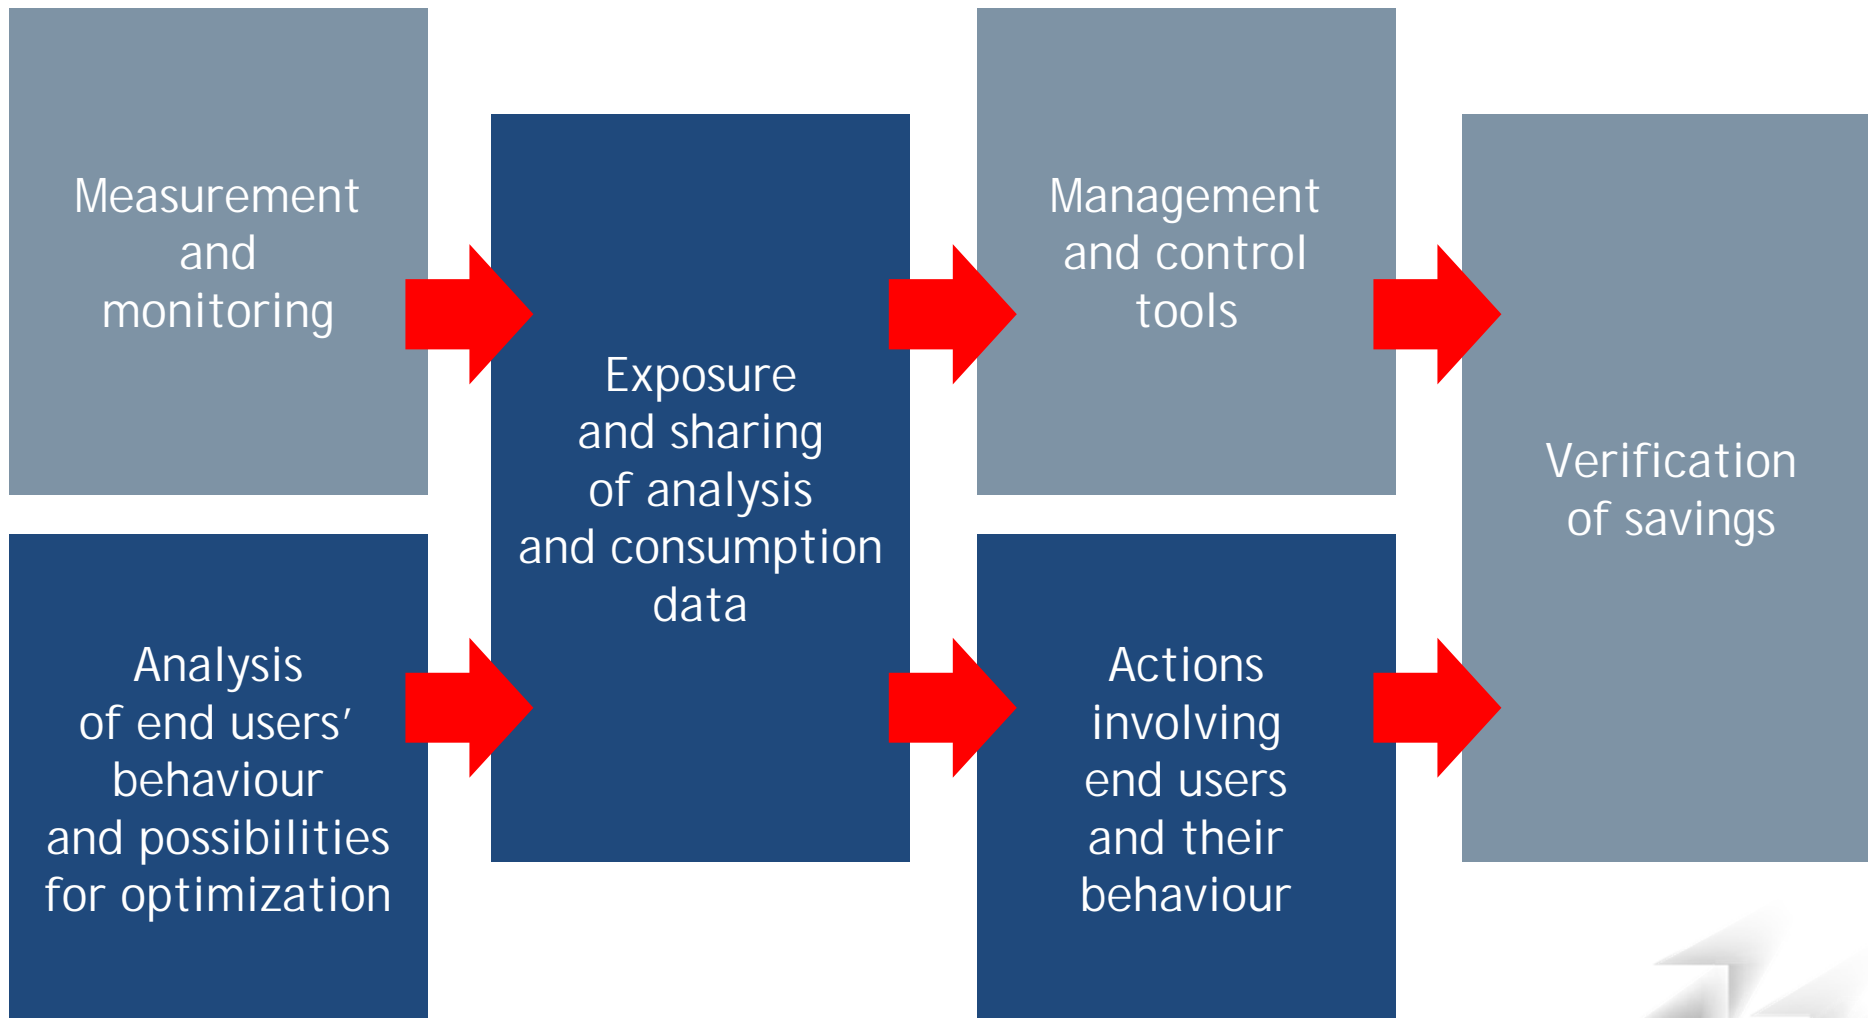 Measurement
and
monitoring
Analysis
of end users’
behaviour
and possibilities
for optimization
Exposure
and sharing
of analysis
and consumption
data
Management
and control
tools
Actions
involving
end users
and their
behaviour
Verification
of savings